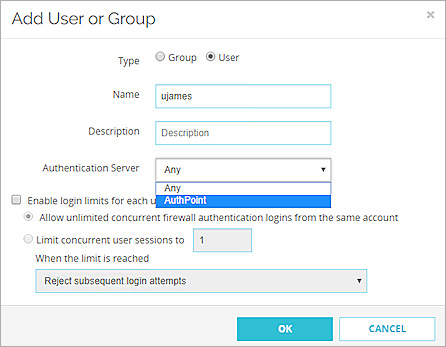 Add User or Group
Type Group User
Name ujames
Description Description
Authentication Server Any
Any
AuthPoint
Enable login limits for each u
Allow unlimited concurrent firewall authentication logins from the same account
Limit concurrent user sessions to 1
When the limit is reached
Reject subsequent login attempts
OK CANCEL